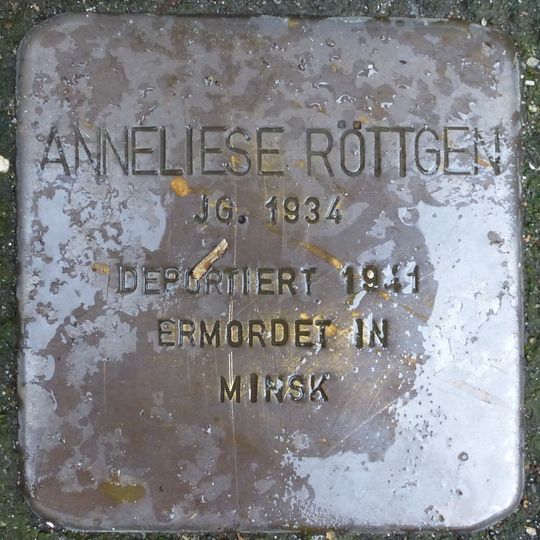 ANNELIESE RÖTTGEN
JG. 1934
DEPORTIERT 1941
ERMORDET IN
MINSK